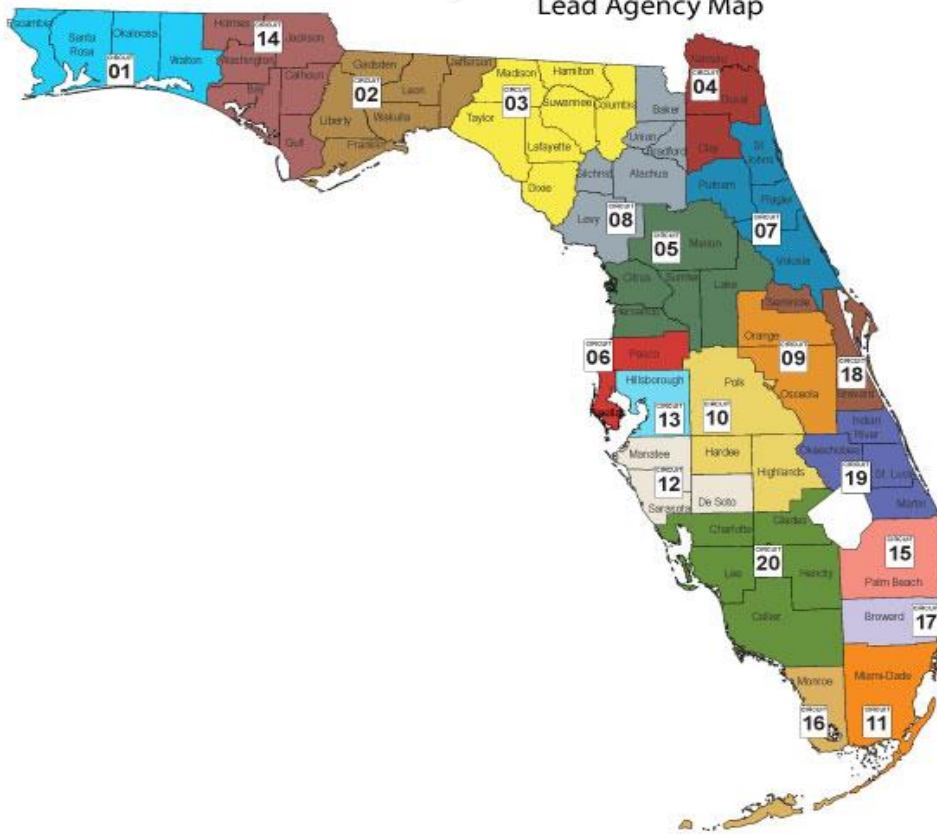 Lead Agency Map
Escambia
Santa
Rosa
Okaloosa
Walton
CIRCUIT
01
Holmes
Jackson
Washington
Calhoun
Bay
Gulf
CIRCUIT
14
Gadsden
Jefferson
Leon
Liberty
Wakulla
Franklin
CIRCUIT
02
Madison
Hamilton
Suwannee
Columbia
Taylor
Lafayette
Dixie
CIRCUIT
03
Nassau
Duval
Clay
CIRCUIT
04
Baker
Union
Bradford
Gilchrist
Alachua
Levy
CIRCUIT
08
St.
Johns
Putnam
Flagler
Volusia
CIRCUIT
07
Marion
Citrus
Sumter
Lake
Hernando
CIRCUIT
05
Pasco
Pinellas
CIRCUIT
06
Seminole
Brevard
CIRCUIT
18
Orange
Osceola
CIRCUIT
09
Hillsborough
CIRCUIT
13
Polk
Hardee
Highlands
CIRCUIT
10
Manatee
Sarasota
De Soto
CIRCUIT
12
Indian
River
Okeechobee
St. Lucie
Martin
CIRCUIT
19
Charlotte
Glades
Lee
Hendry
Collier
CIRCUIT
20
CIRCUIT
15
Palm Beach
Broward
CIRCUIT
17
Monroe
CIRCUIT
16
Miami-Dade
CIRCUIT
11